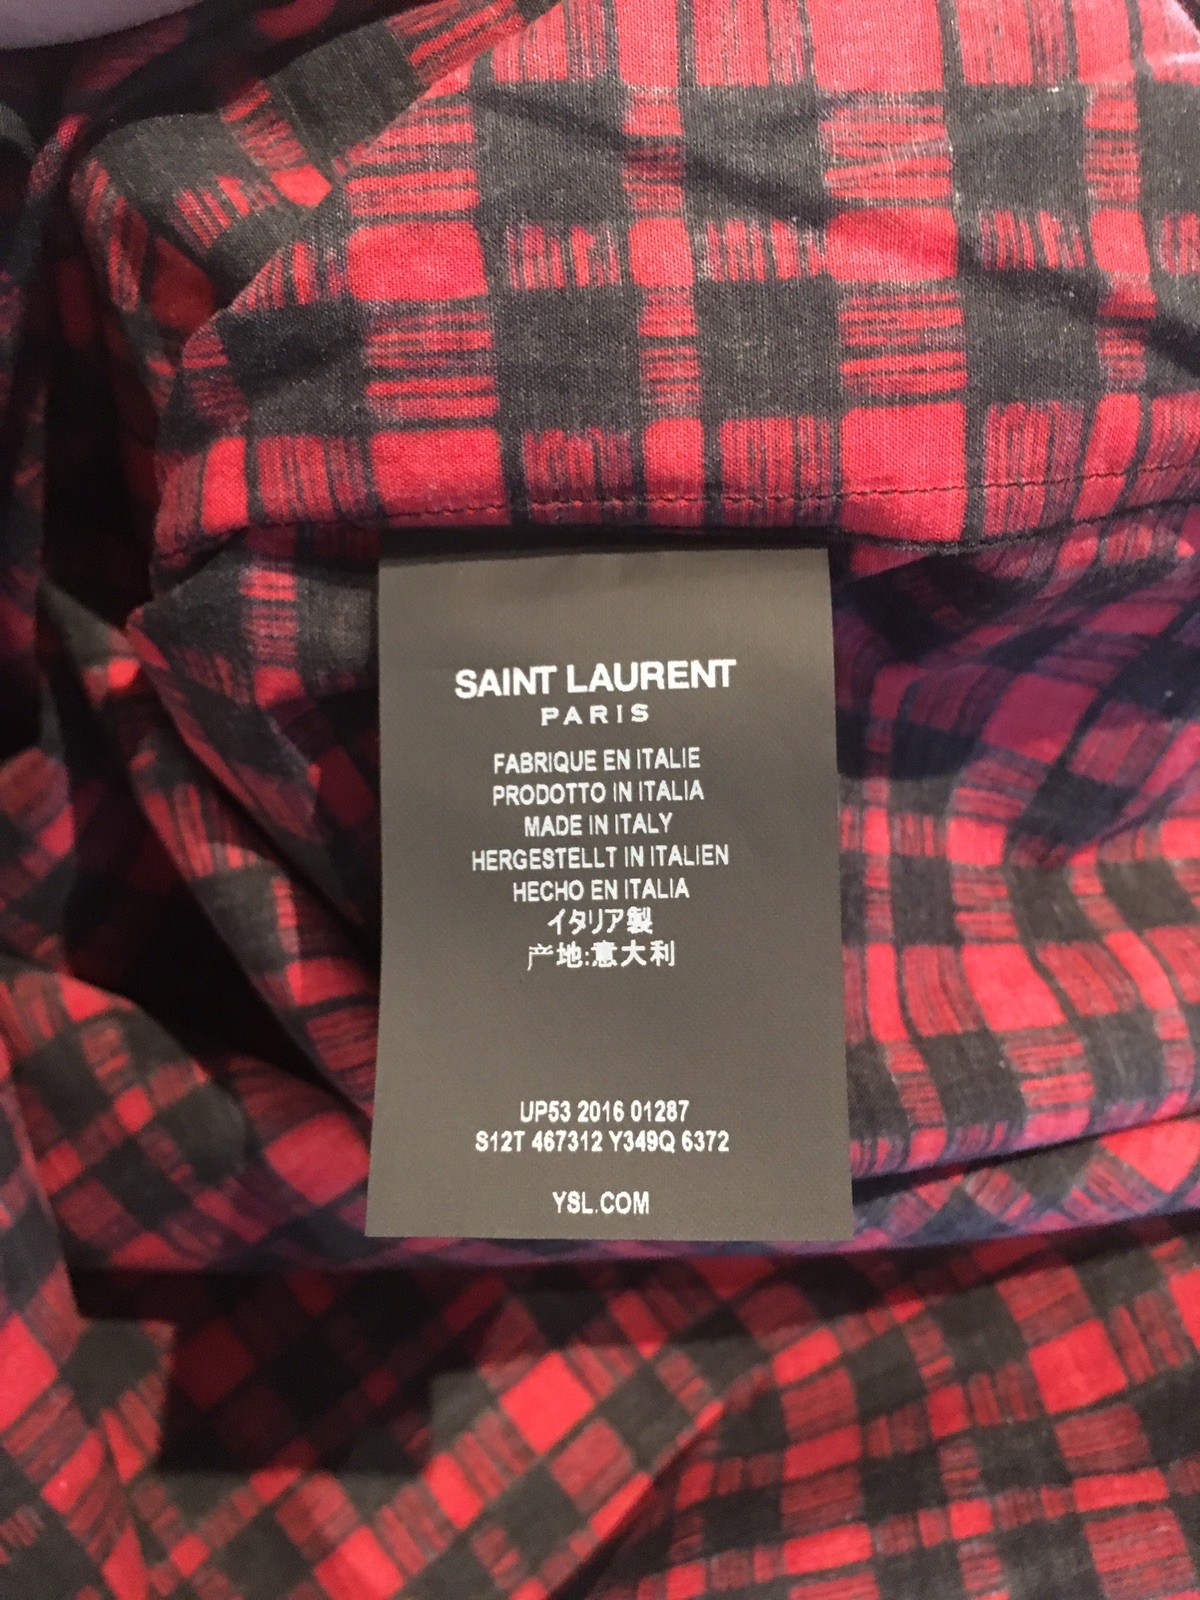 SAINT LAURENT
PARIS
FABRIQUE EN ITALIE
PRODOTTO IN ITALIA
MADE IN ITALY
HERGESTELLT IN ITALIEN
HECHO EN ITALIA
イタリア製
产地:意大利
UP53 2016 01287
S12T 467312 Y349Q 6372
YSL.COM